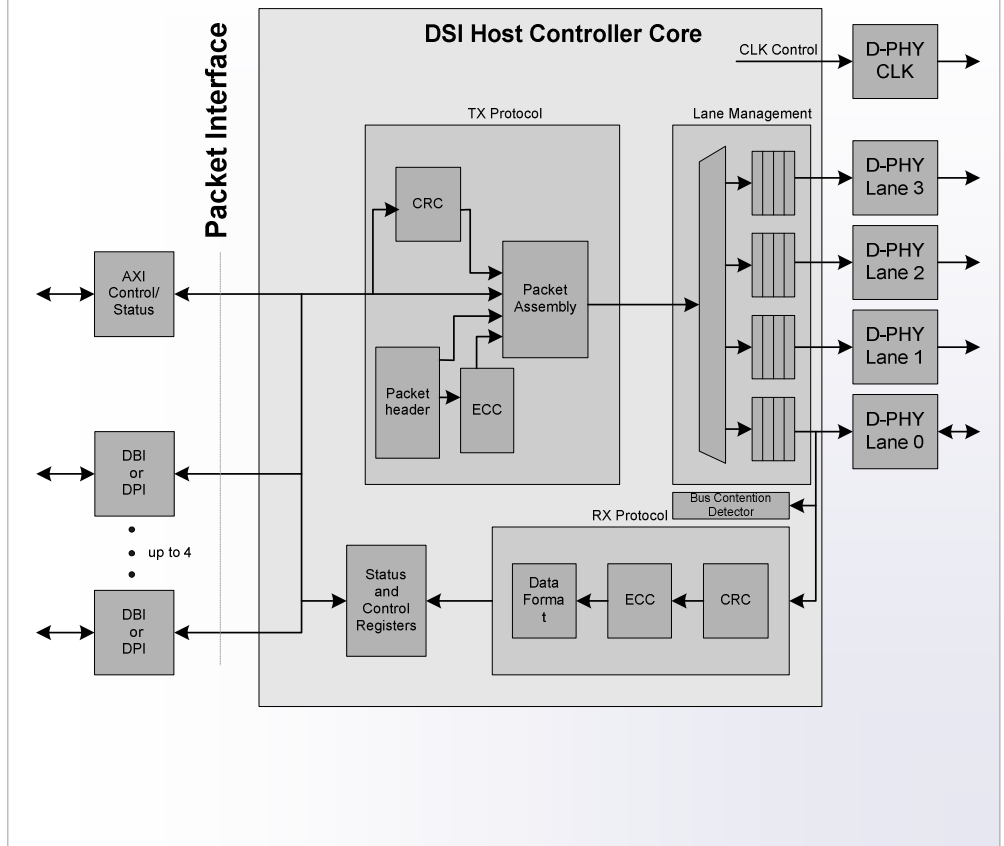 DSI Host Controller Core
Packet Interface
CLK Control
D-PHY
CLK
TX Protocol
Lane Management
CRC
D-PHY
Lane 3
D-PHY
Lane 2
AXI
Control/
Status
Packet
Assembly
D-PHY
Lane 1
Packet
header
ECC
D-PHY
Lane 0
DBI
or
DPI
Bus Contention
Detector
RX Protocol
up to 4
Status
and
Control
Registers
Data
Forma
t
ECC
CRC
DBI
or
DPI